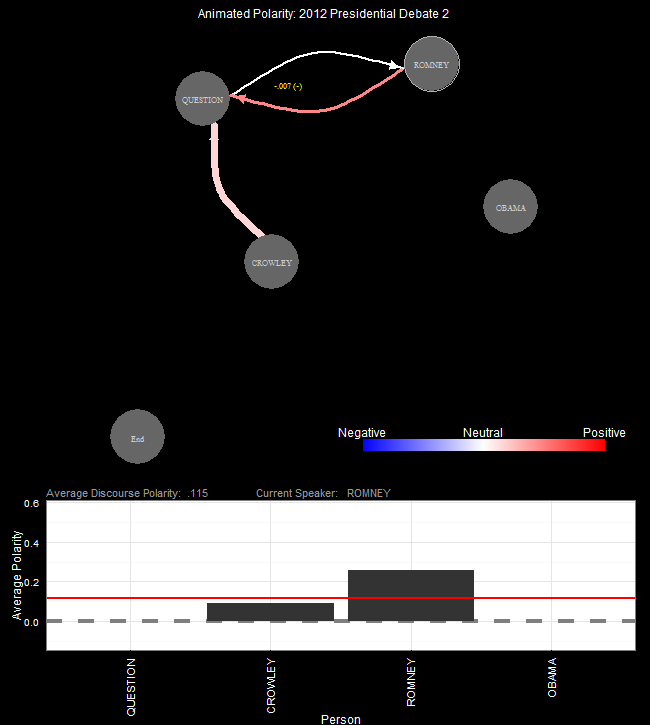 Animated Polarity: 2012 Presidential Debate 2
ROMNEY
-.007 (-)
QUESTION
OBAMA
CROWLEY
End
Negative Neutral Positive
Average Discourse Polarity: .115 Current Speaker: ROMNEY
0.6
0.4
0.2
0.0
Average Polarity
QUESTION
CROWLEY
ROMNEY
OBAMA
Person